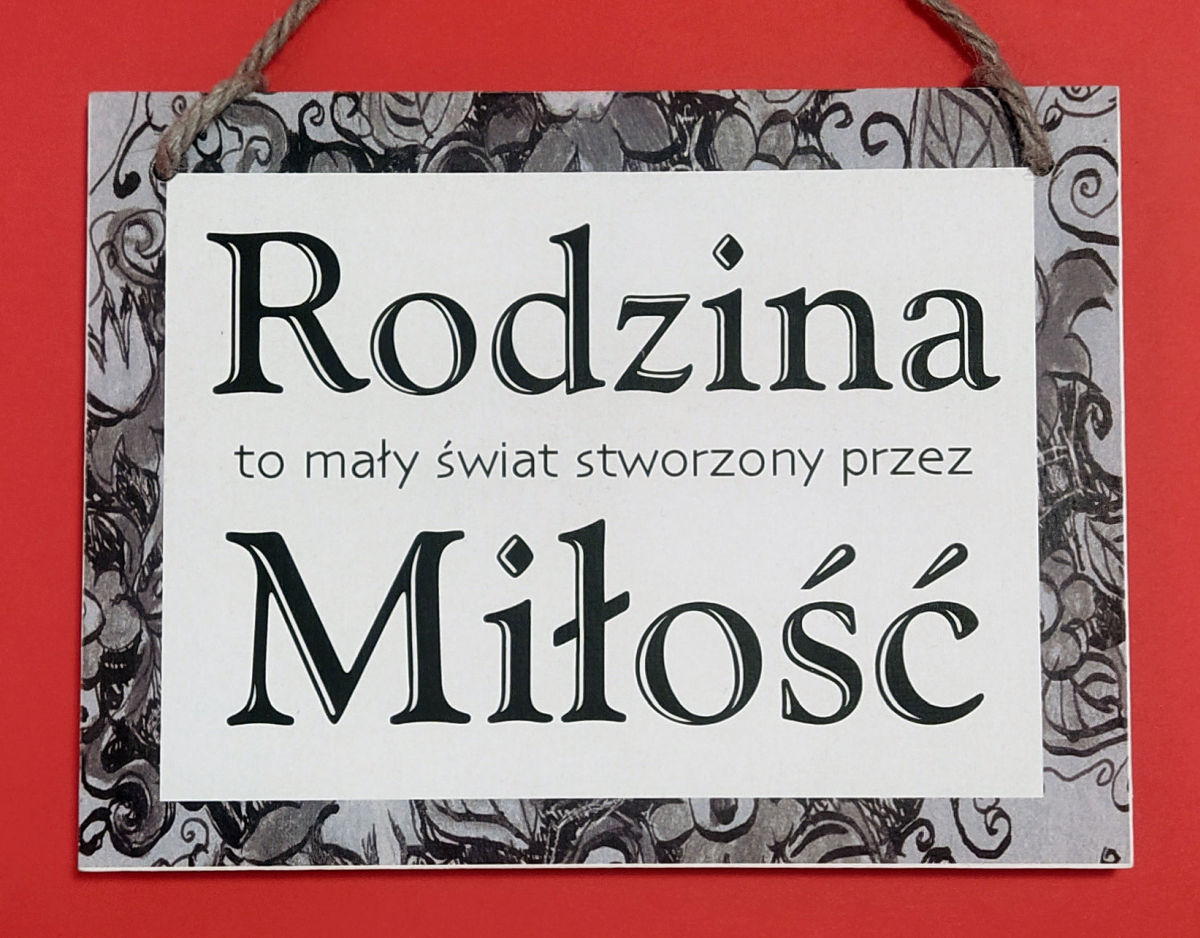 Rodzina
to mały świat stworzony przez
Miłość